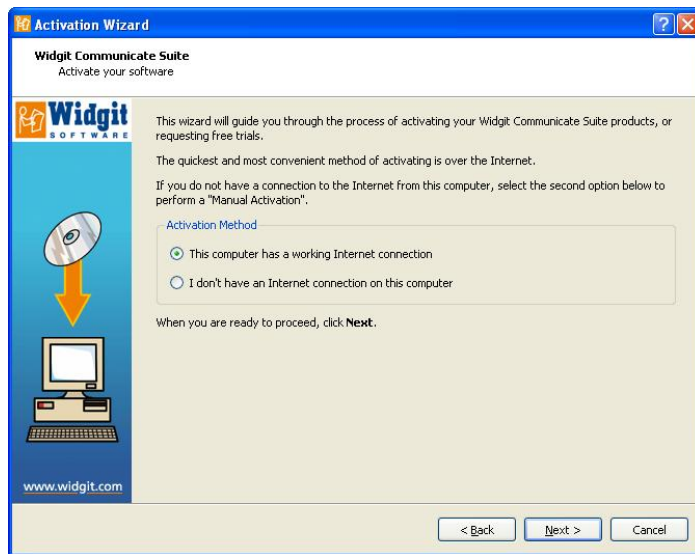 Activation Wizard
Widgit Communicate Suite
Activate your software
Widgit
SOFTWARE
This wizard will guide you through the process of activating your Widgit Communicate Suite products, or
requesting free trials.
The quickest and most convenient method of activating is over the Internet.
If you do not have a connection to the Internet from this computer, select the second option below to
perform a "Manual Activation".
Activation Method
This computer has a working Internet connection
I don't have an Internet connection on this computer
When you are ready to proceed, click Next.
www.widgit.com
< Back
Next >
Cancel